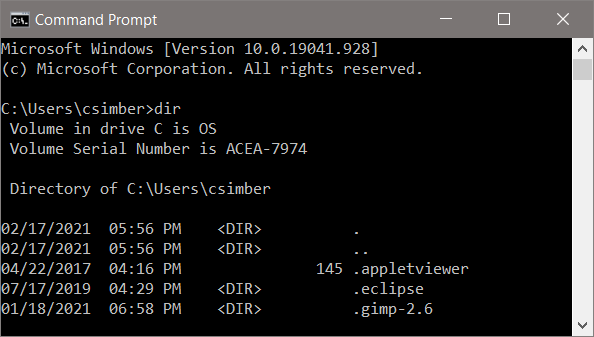 Command Prompt
Microsoft Windows [Version 10.0.19041.928]
(c) Microsoft Corporation. All rights reserved.
C:\Users\csimber>dir
 Volume in drive C is OS
 Volume Serial Number is ACEA-7974
 Directory of C:\Users\csimber
02/17/2021  05:56 PM    <DIR>          .
02/17/2021  05:56 PM    <DIR>          ..
04/22/2017  04:16 PM               145 .appletviewer
07/17/2019  04:29 PM    <DIR>          .eclipse
01/18/2021  06:58 PM    <DIR>          .gimp-2.6